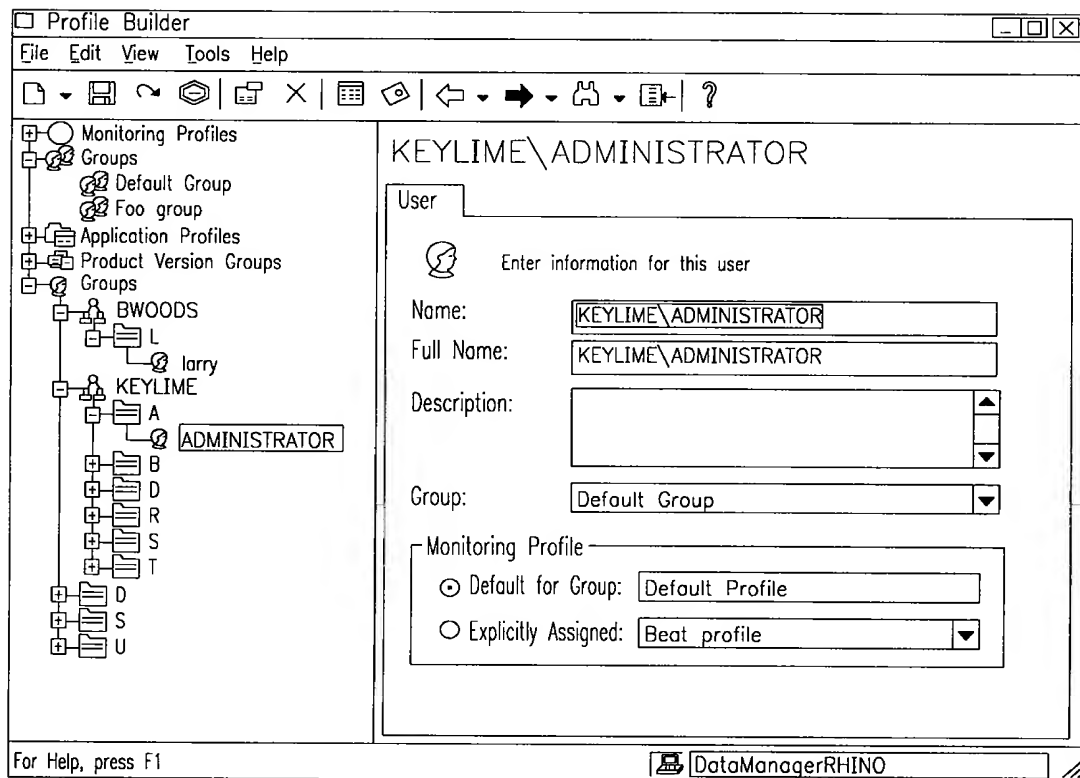 Profile Builder
File Edit View Tools Help
Monitoring Profiles
Groups
Default Group
Foo group
Application Profiles
Product Version Groups
Groups
BWOODS
L
larry
KEYLIME
A
ADMINISTRATOR
B
D
R
S
T
D
S
U
KEYLIME\ADMINISTRATOR
User
Enter information for this user
Name: KEYLIME\ADMINISTRATOR
Full Name: KEYLIME\ADMINISTRATOR
Description:
Group: Default Group
Monitoring Profile
Default for Group: Default Profile
Explicitly Assigned: Beat profile
For Help, press F1 DataManagerRHINO